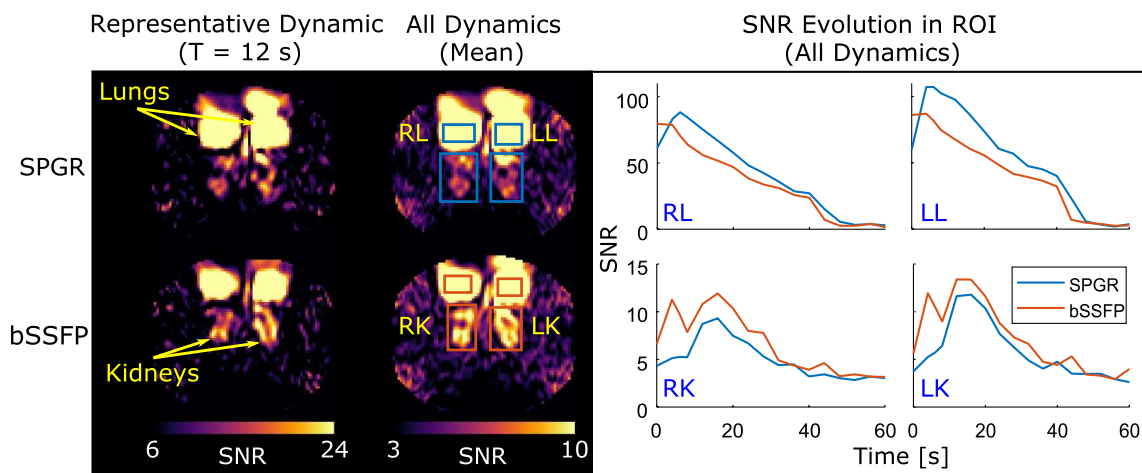 Representative Dynamic
(T = 12 s)
All Dynamics
(Mean)
SNR Evolution in ROI
(All Dynamics)
Lungs
SPGR
RL
LL
bSSFP
RK
LK
Kidneys
6
24
SNR
3
10
SNR
SNR
100
50
0
RL
LL
15
10
5
0
RK
LK
SPGR
bSSFP
0
20
40
60
0
20
40
60
Time [s]